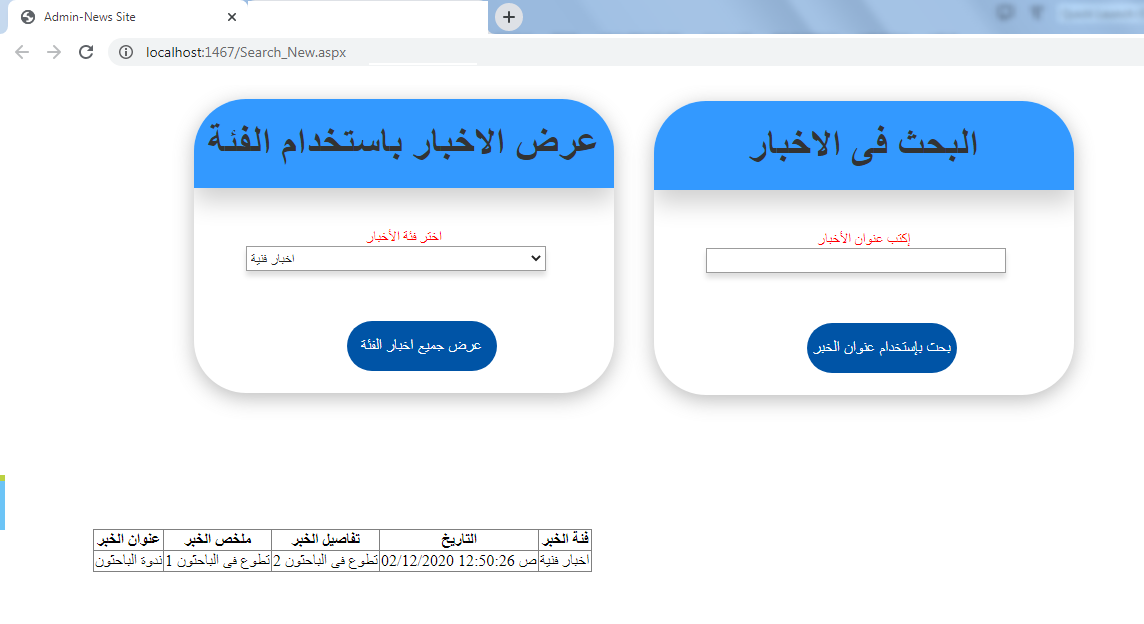 Admin-News Site
localhost:1467/Search_New.aspx
البحث فى الاخبار
إكتب عنوان الأخبار
بحث بإستخدام عنوان الخبر
عرض الاخبار باستخدام الفئة
اختر فئة الأخبار
اخبار فنية
عرض جميع اخبار الفئة
فئة الخبر التاريخ تفاصيل الخبر ملخص الخبر عنوان الخبر
اخبار فنية 02/12/2020 12:50:26 ص تطوع فى الباحثون 2 تطوع فى الباحثون 1 ندوة الباحثون